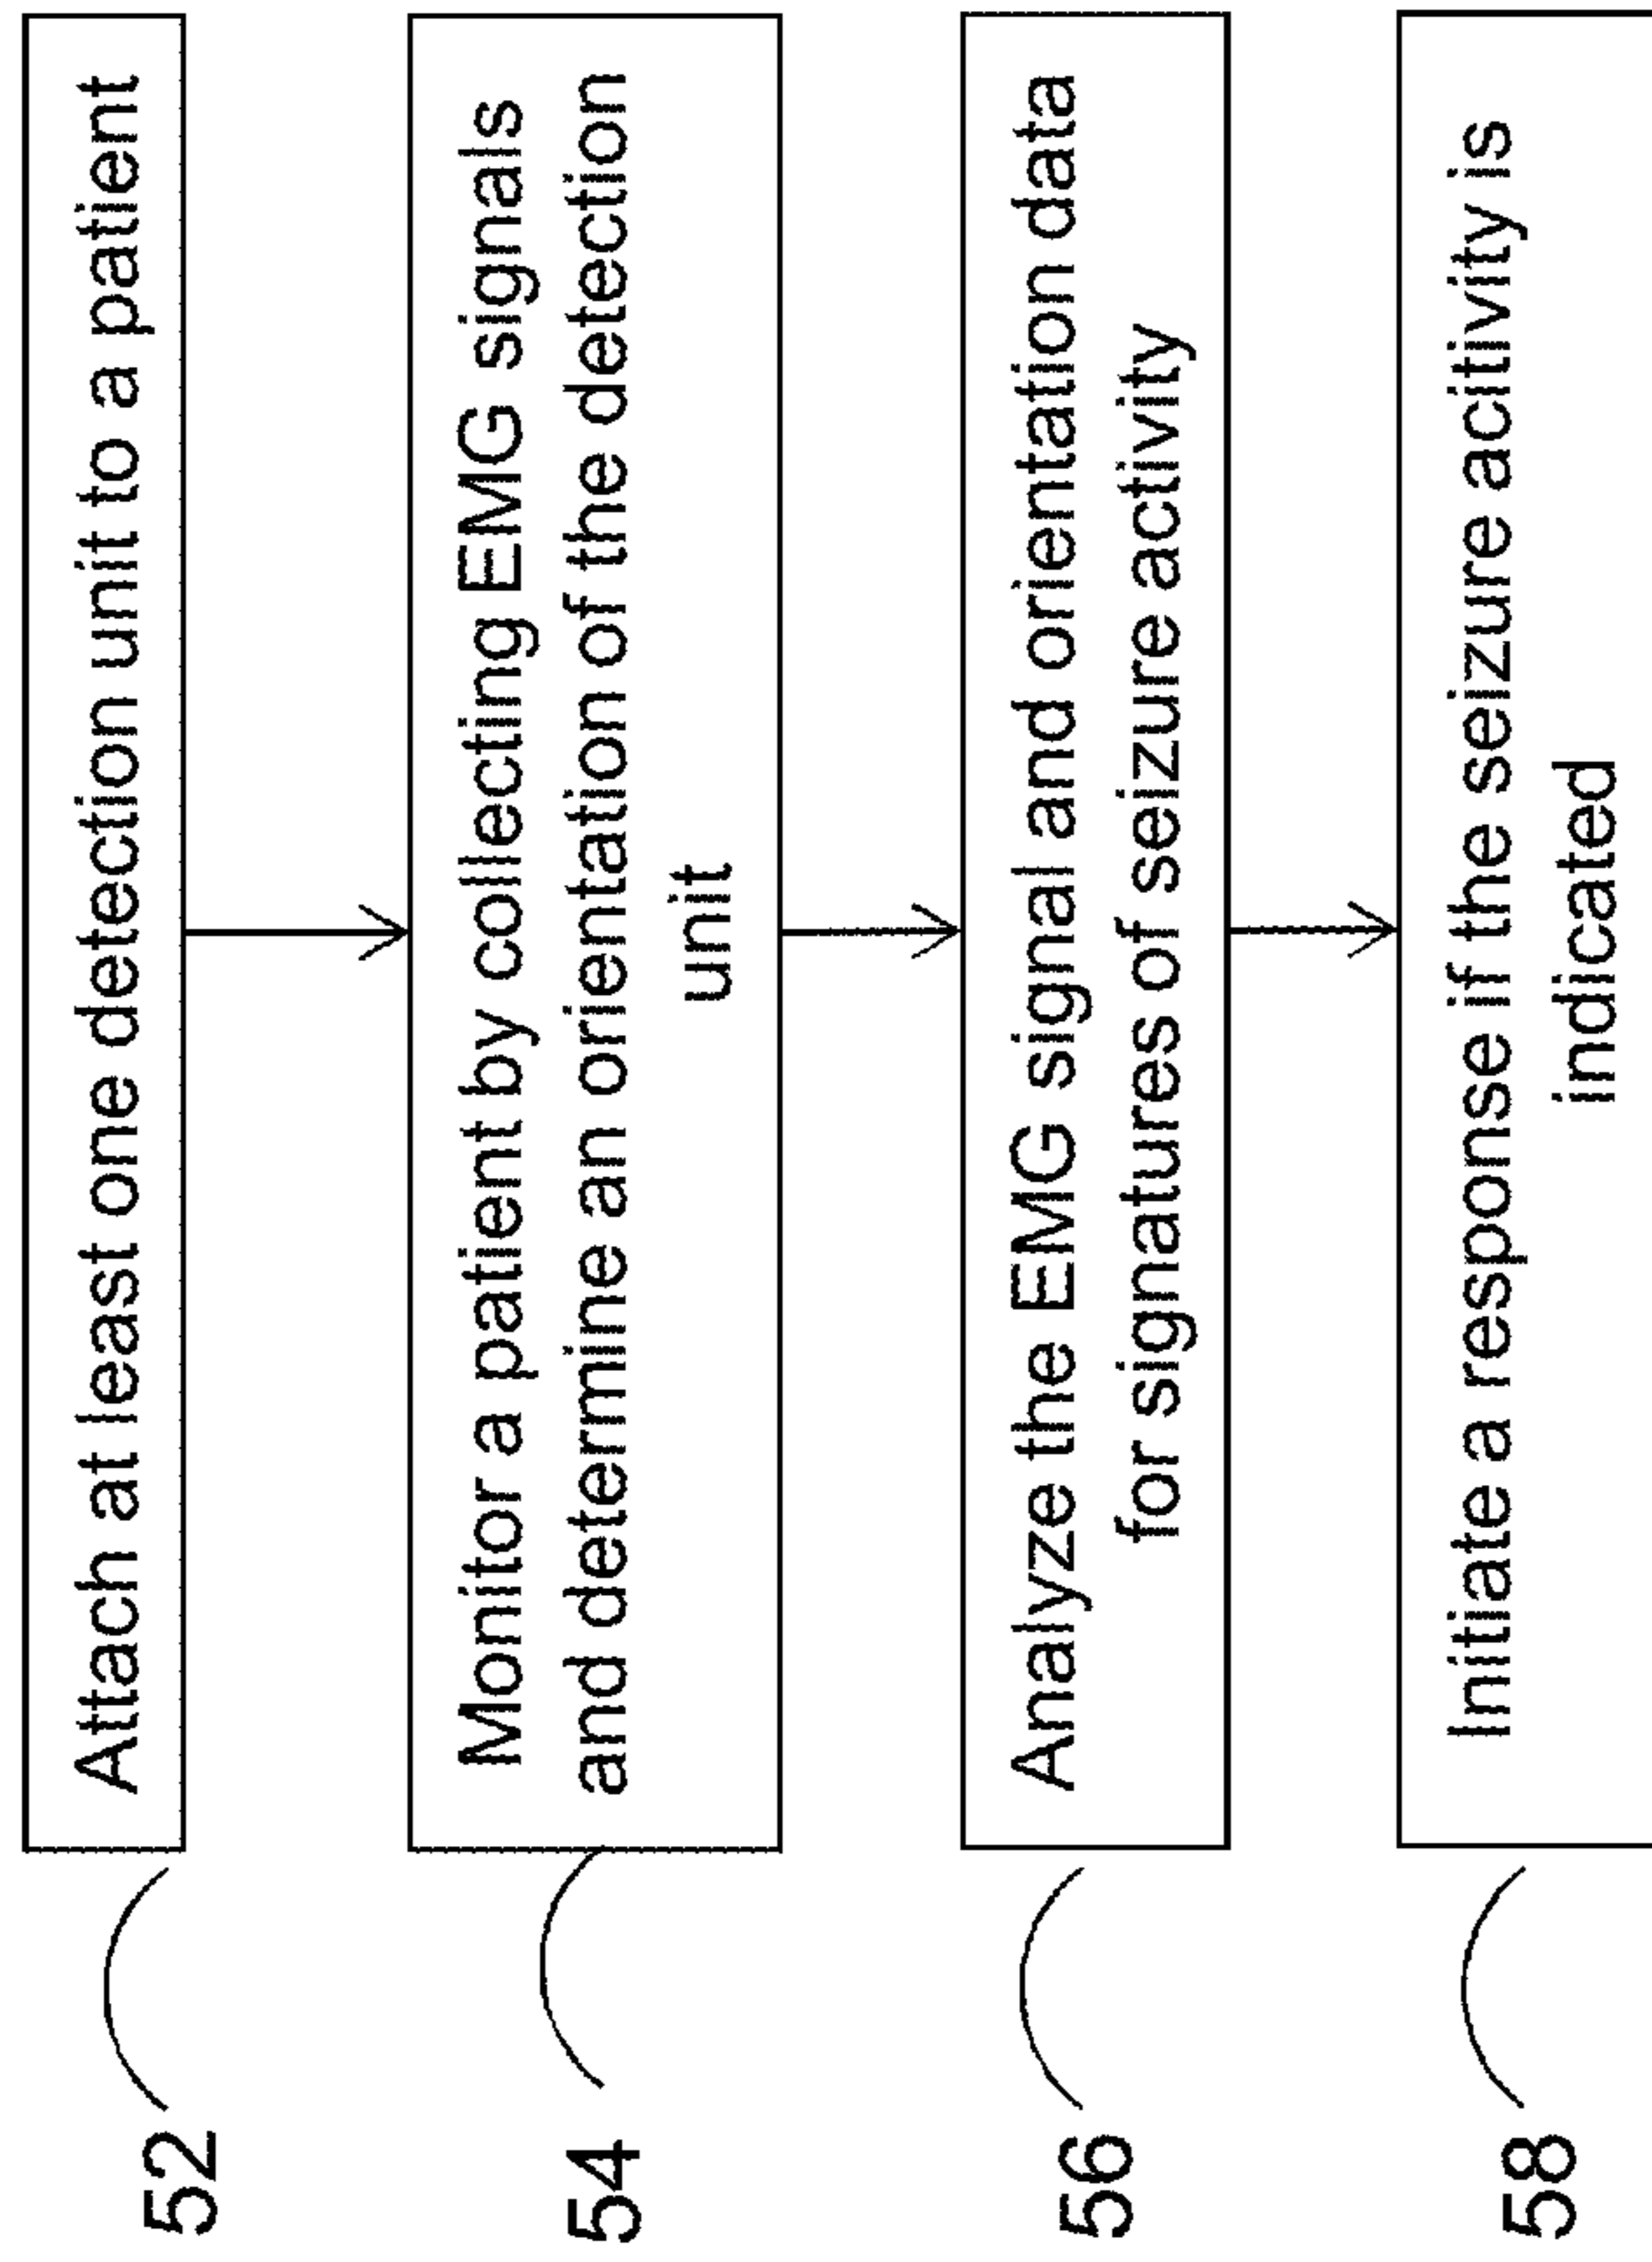 52
Attach at least one detection unit to a patient
54
Monitor a patient by collecting EMG signals
and determine an orientation of the detection
unit
56
Analyze the EMG signal and orientation data
for signatures of seizure activity
58
Initiate a response if the seizure acitivity is
indicated